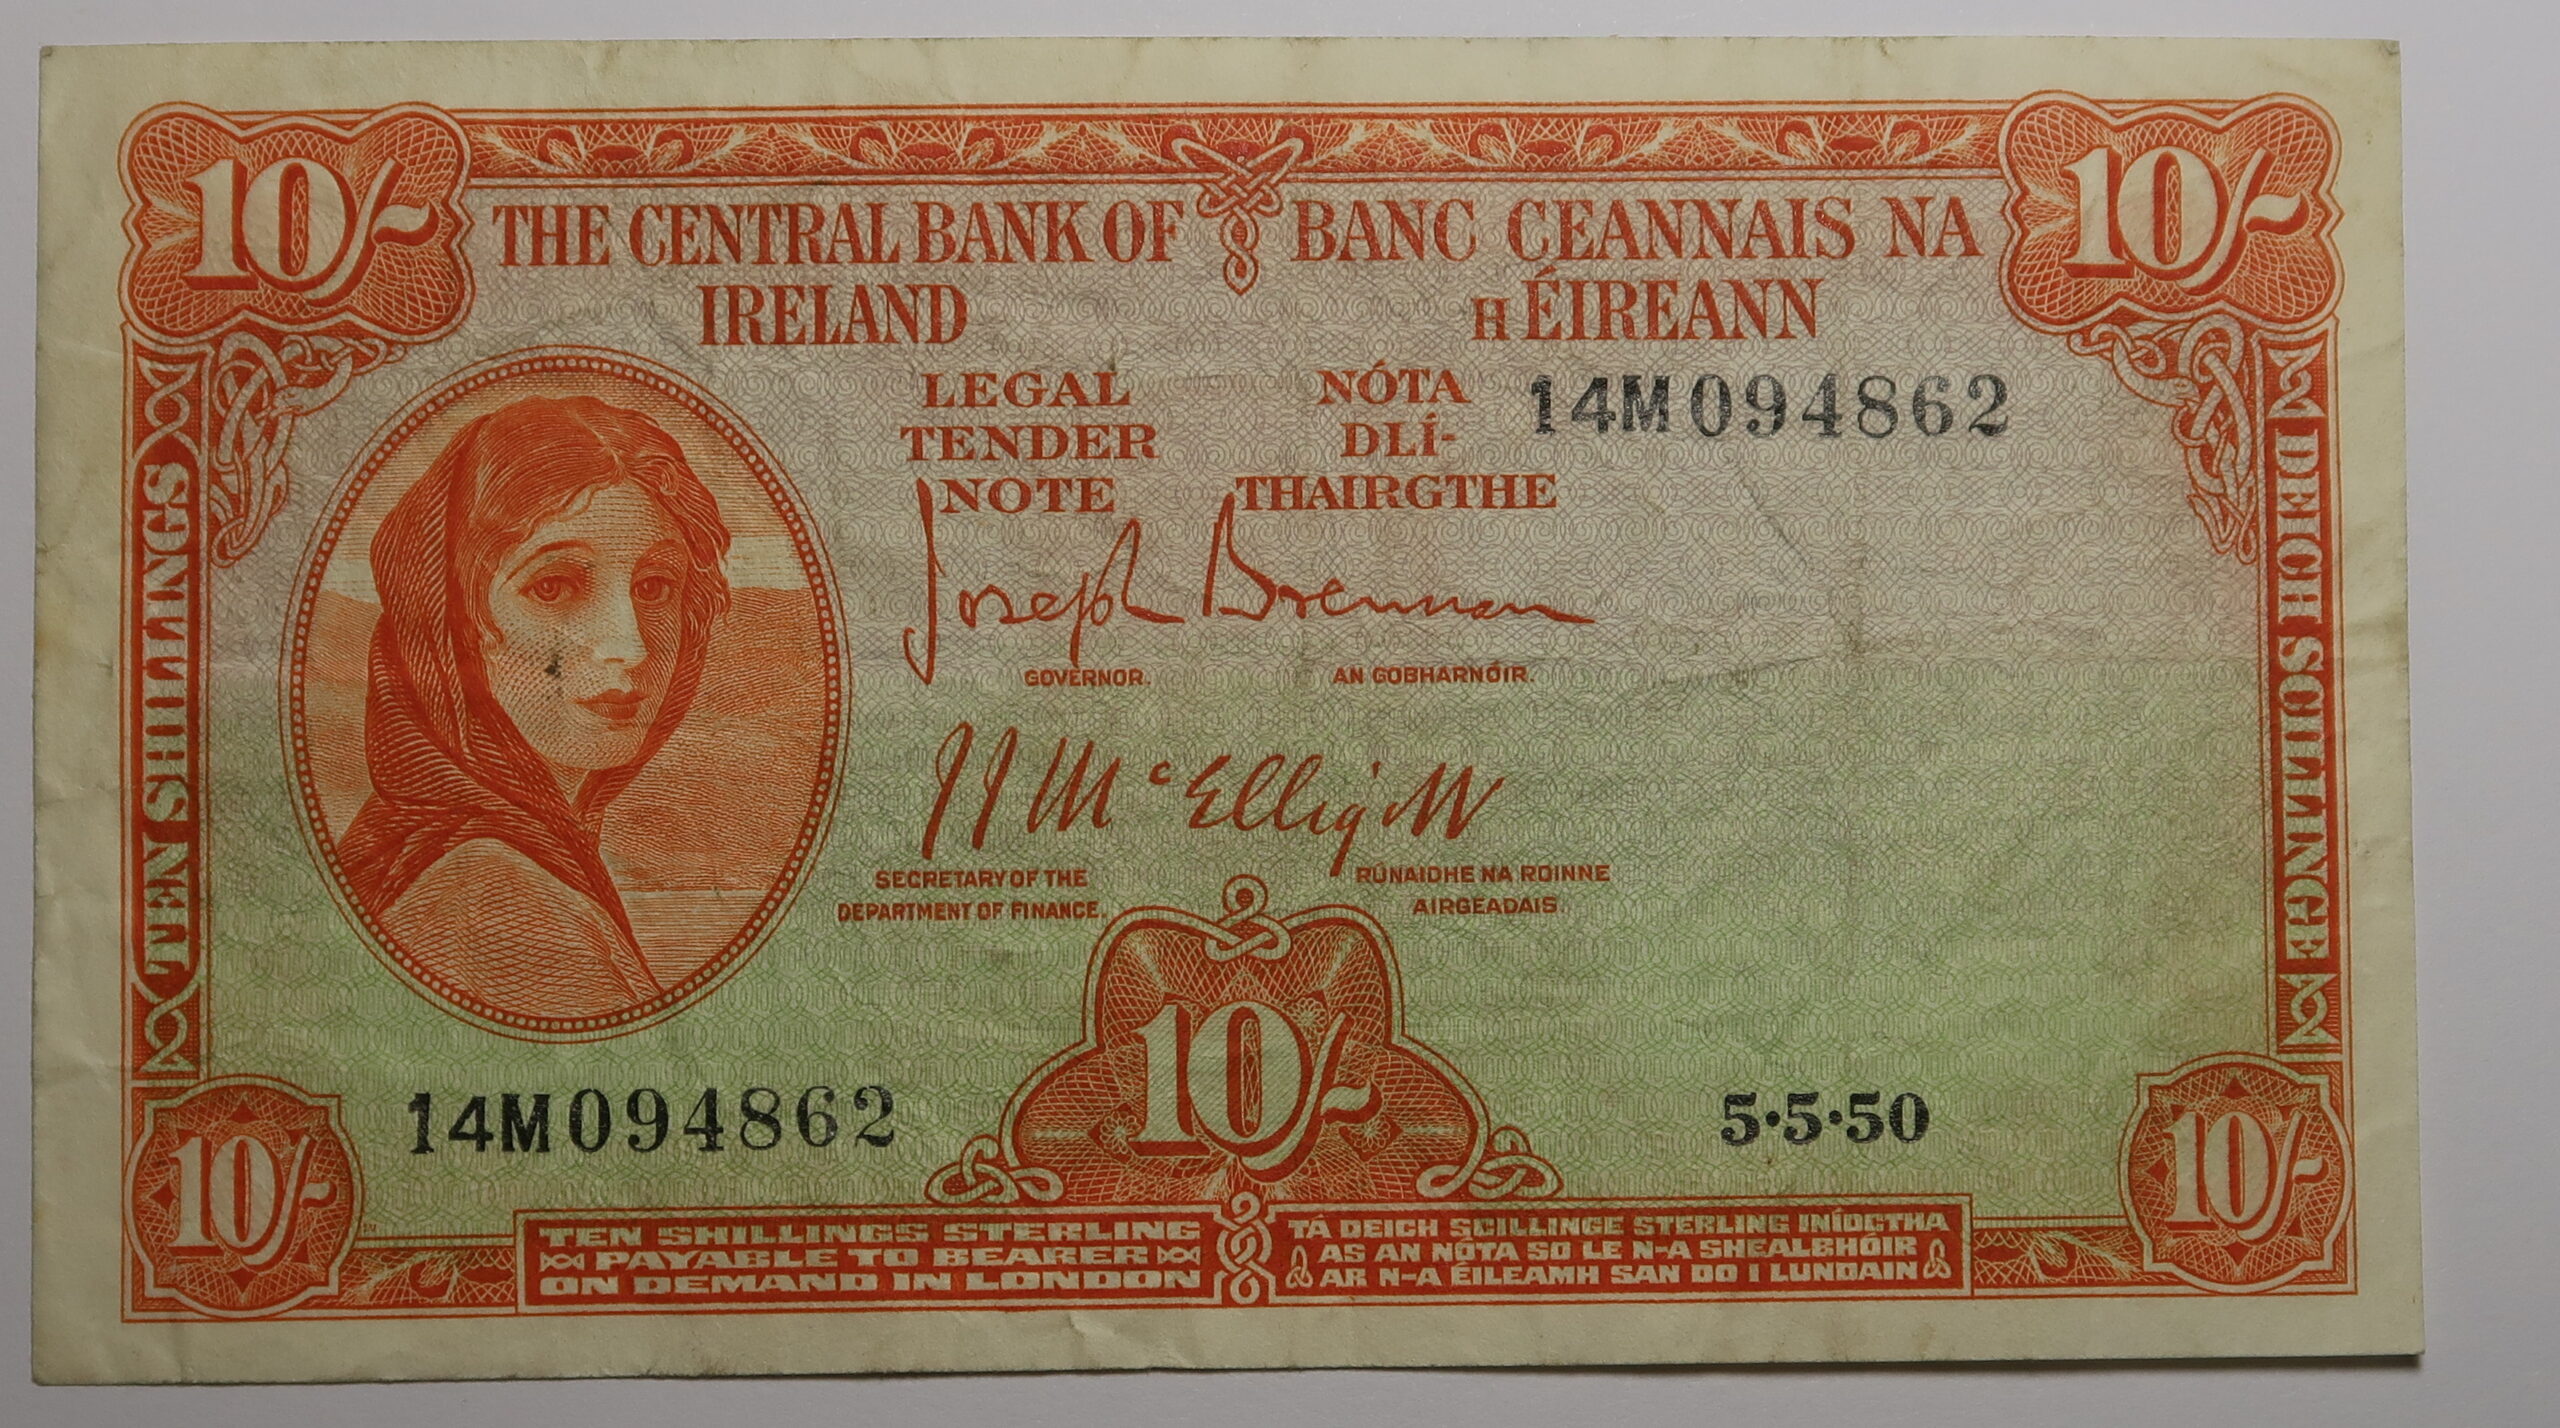 10/-
10/-
THE CENTRAL BANK OF
IRELAND
BANC CEANNAIS NA
hÉIREANN
LEGAL
TENDER
NOTE
NÓTA
DLÍ-
THAIRGTHE
14M094862
Joseph Brennan
GOVERNOR.
AN GOBHARNÓIR.
JJ McElligott
SECRETARY OF THE
DEPARTMENT OF FINANCE.
RÚNAIDHE NA ROINNE
AIRGEADAIS.
TEN SHILLINGS
DEICH SCILLINGE
14M094862
10/-
5·5·50
10/-
10/-
TEN SHILLINGS STERLING
PAYABLE TO BEARER
ON DEMAND IN LONDON
TÁ DEICH SCILLINGE STERLING INÍOCTHA
AS AN NÓTA SO LE N-A SHEALBHÓIR
AR N-A ÉILEAMH SAN DO I LUNDAIN